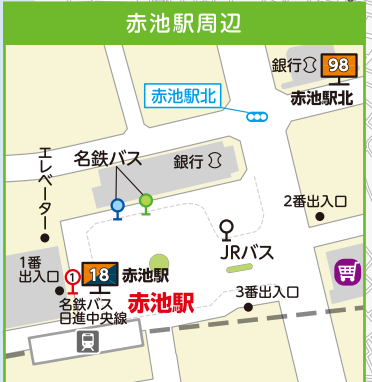 赤池駅周辺
銀行
98
赤池駅北
赤池駅北
名鉄バス
銀行
エレベーター
2番出入口
JRバス
1番
出入口
1
18
赤池駅
赤池駅
名鉄バス
日進中央線
3番出入口